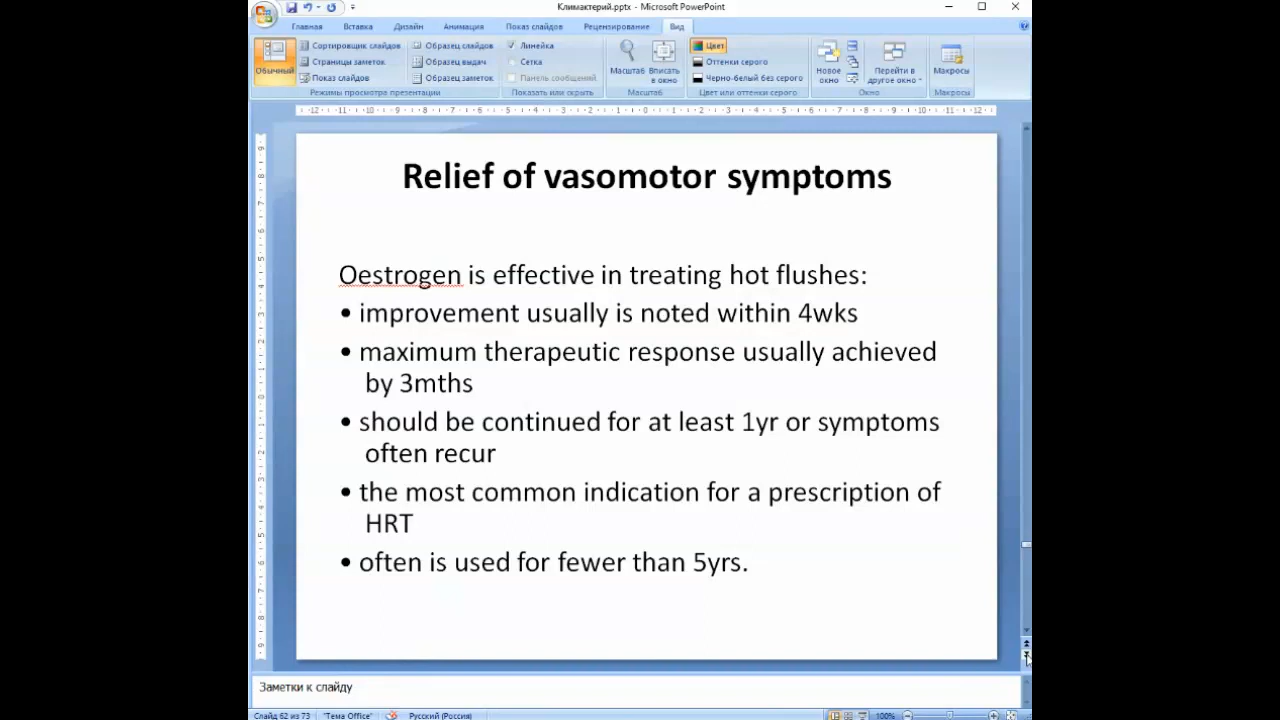 Климактерий.pptx - Microsoft PowerPoint
Главная Вставка Дизайн Анимация Показ слайдов Рецензирование Вид
Обычный
Сортировщик слайдов
Страницы заметок
Показ слайдов
Образец слайдов
Образец выдач
Образец заметок
Режимы просмотра презентации
Линейка
Сетка
Панель сообщений
Показать или скрыть
Масштаб
Вписать в окно
Масштаб
Цвет
Оттенки серого
Черно-белый без серого
Цвет или оттенки серого
Новое окно
Перейти в другое окно
Окно
Макросы
Макросы
Relief of vasomotor symptoms
Oestrogen is effective in treating hot flushes:
• improvement usually is noted within 4wks
• maximum therapeutic response usually achieved
by 3mths
• should be continued for at least 1yr or symptoms
often recur
• the most common indication for a prescription of
HRT
• often is used for fewer than 5yrs.
Заметки к слайду
Слайд 62 из 73 "Тема Office" Русский (Россия) 100%